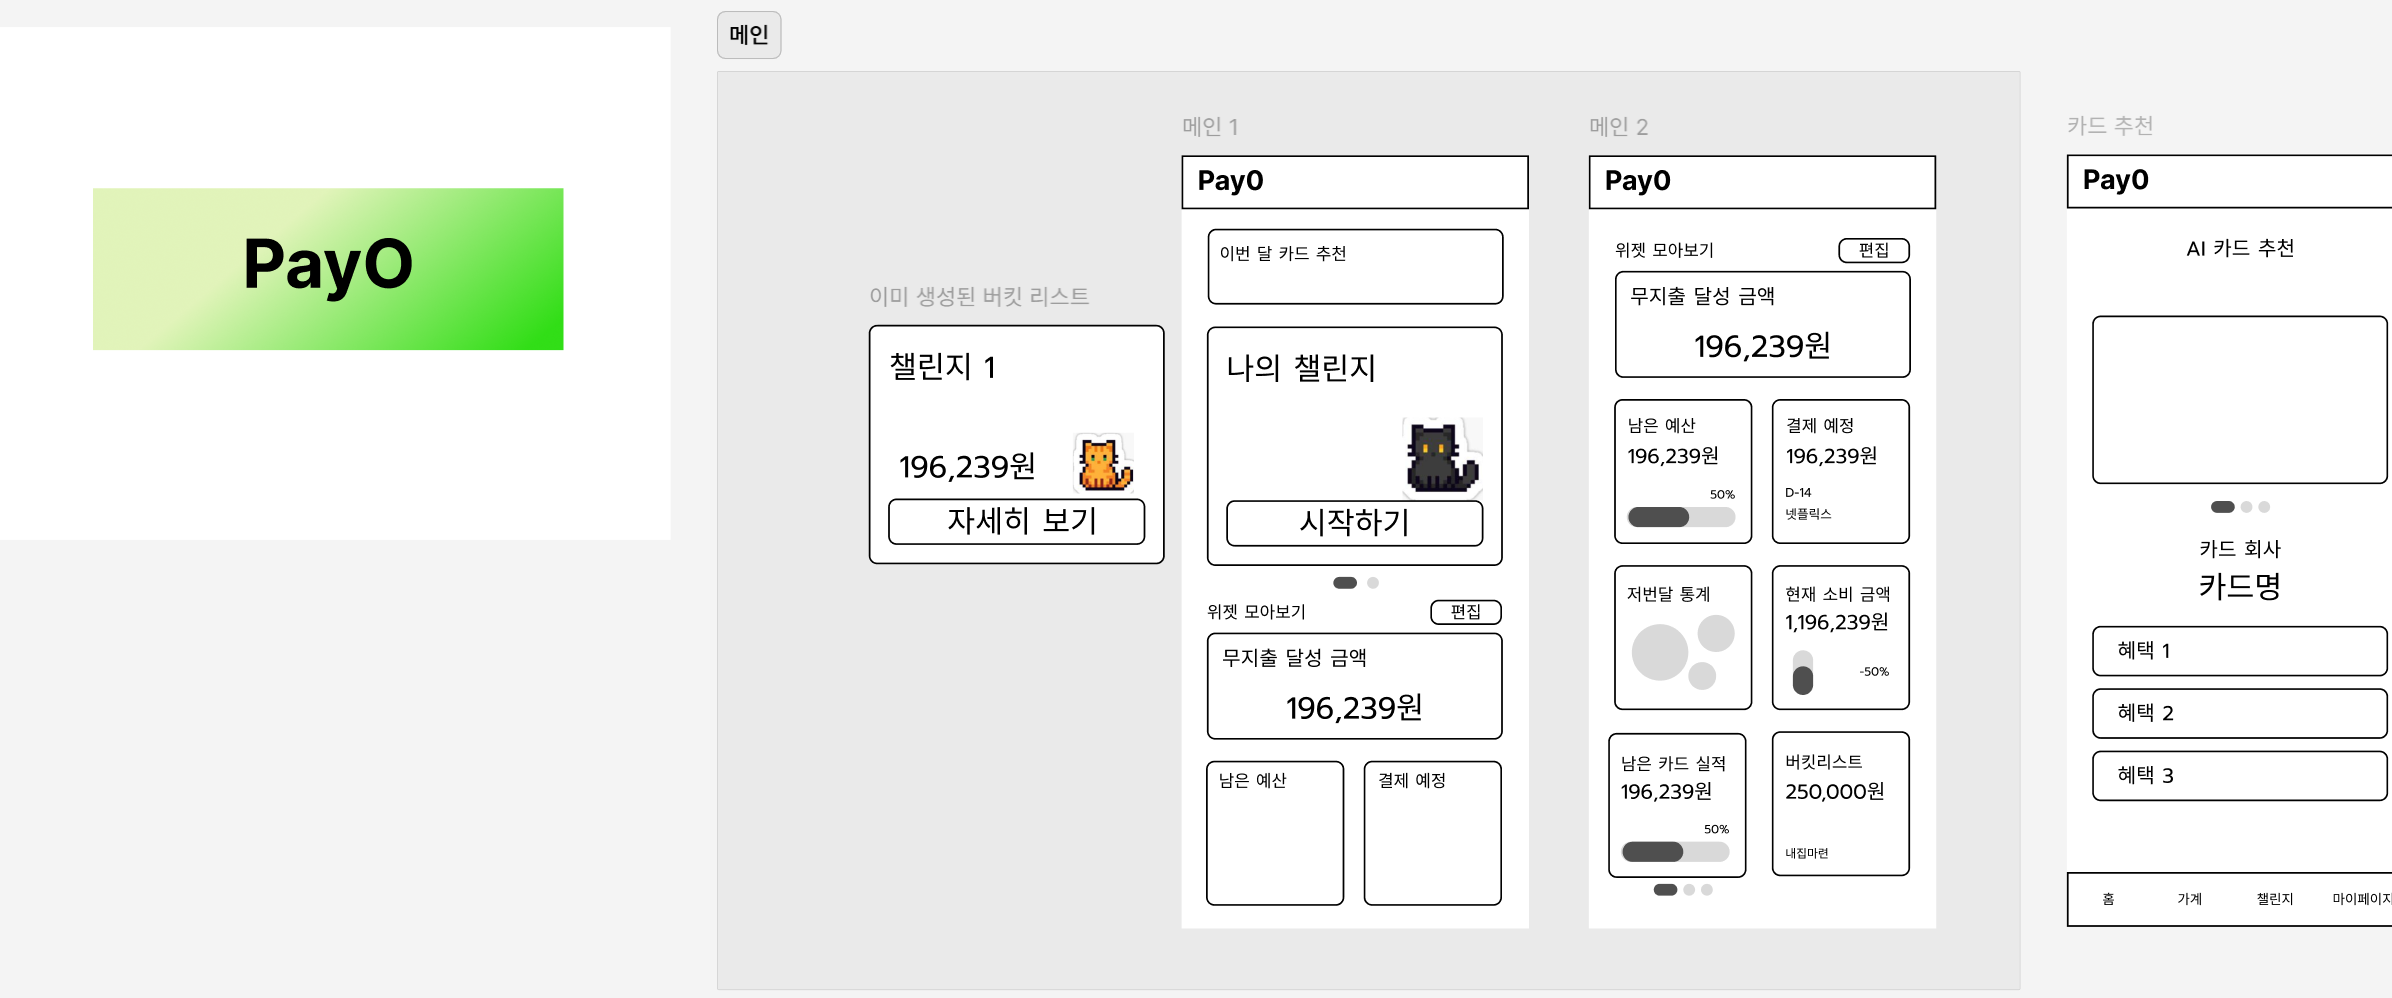 PayO
메인
이미 생성된 버킷 리스트
챌린지 1
196,239원
자세히 보기
메인 1
PayO
이번 달 카드 추천
나의 챌린지
시작하기
위젯 모아보기
편집
무지출 달성 금액
196,239원
남은 예산
결제 예정
메인 2
PayO
위젯 모아보기
편집
무지출 달성 금액
196,239원
남은 예산
196,239원
50%
결제 예정
196,239원
D-14
넷플릭스
저번달 통계
현재 소비 금액
1,196,239원
-50%
남은 카드 실적
196,239원
50%
버킷리스트
250,000원
내집마련
카드 추천
PayO
AI 카드 추천
카드 회사
카드명
혜택 1
혜택 2
혜택 3
홈
가계
챌린지
마이페이지